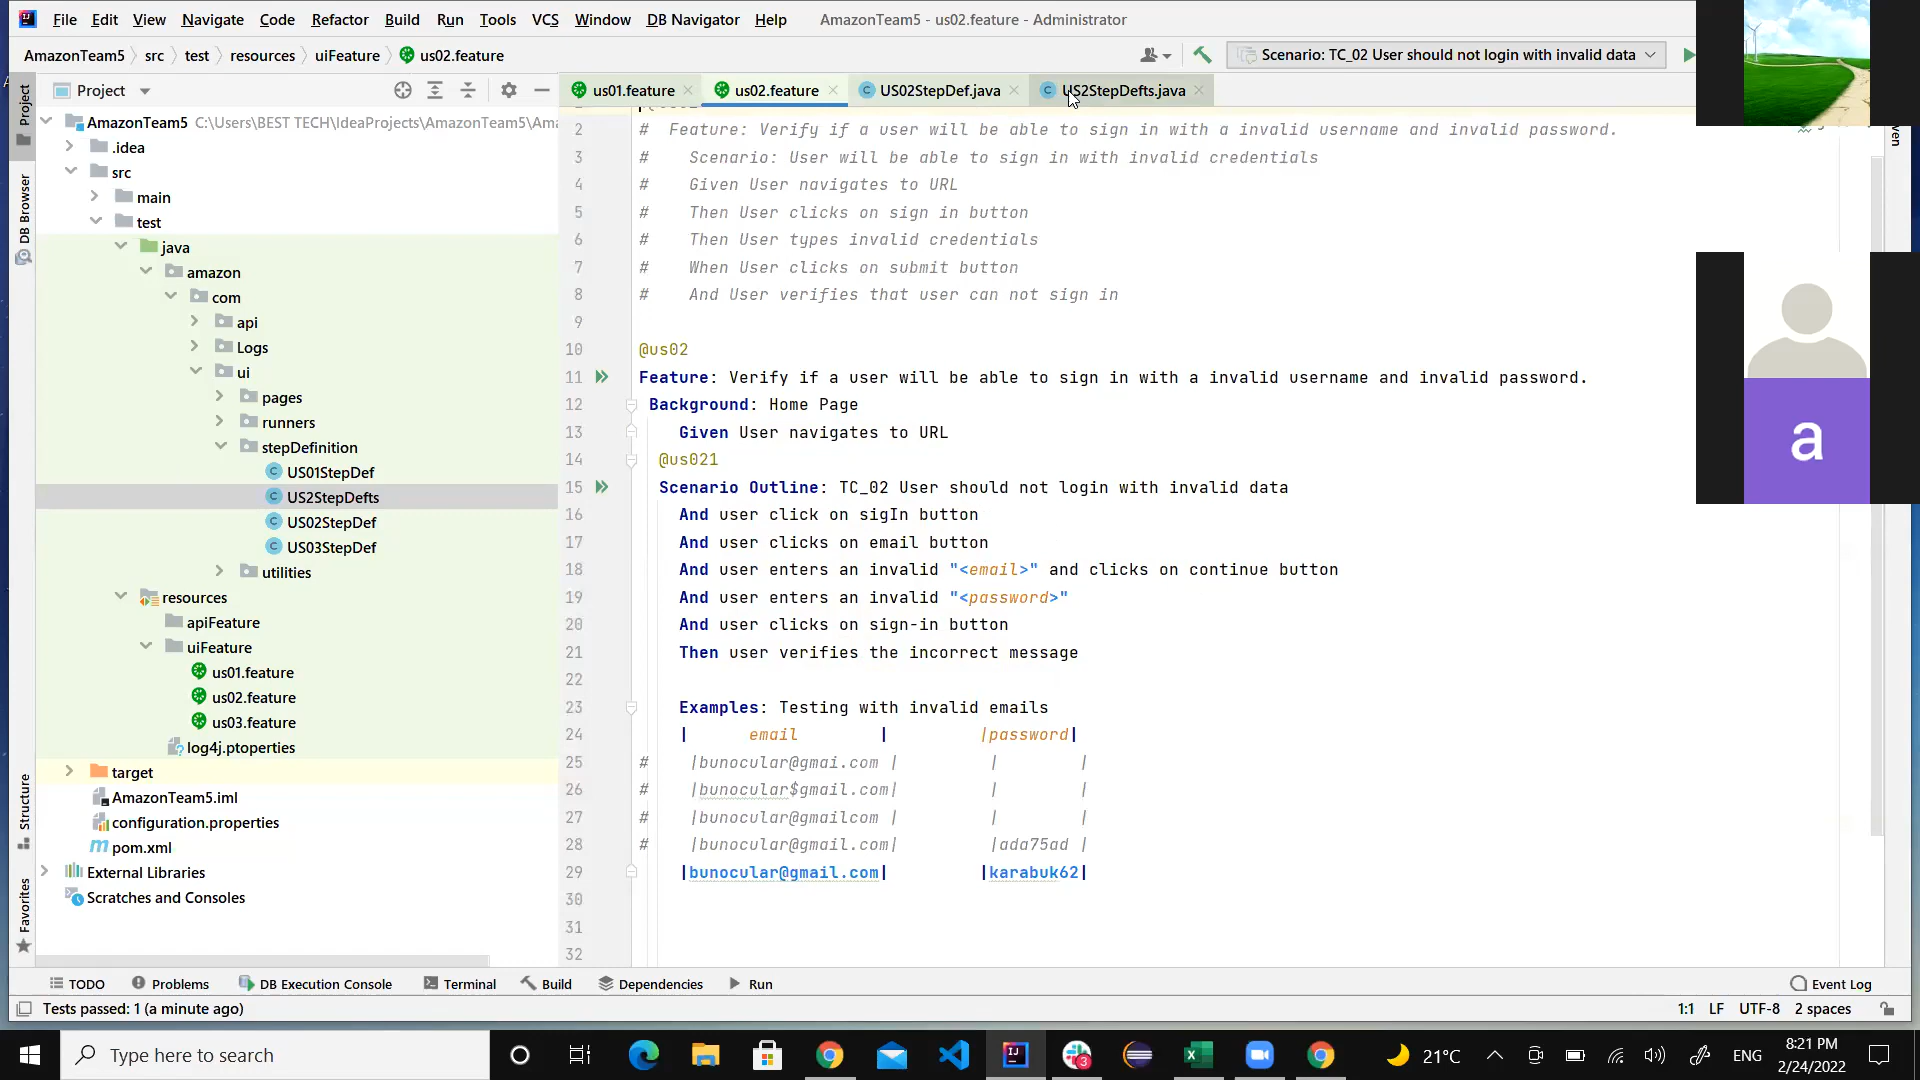 File Edit View Navigate Code Refactor Build Run Tools VCS Window DB Navigator Help AmazonTeam5 - us02.feature - Administrator
AmazonTeam5 src test resources uiFeature us02.feature Scenario: TC_02 User should not login with invalid data
Project
us01.feature us02.feature US02StepDef.java US2StepDefts.java
Project
DB Browser
Structure
Favorites
AmazonTeam5 C:\Users\BEST TECH\IdeaProjects\AmazonTeam5\Ama
.idea
src
main
test
java
amazon
com
api
Logs
ui
pages
runners
stepDefinition
US01StepDef
US2StepDefts
US02StepDef
US03StepDef
utilities
resources
apiFeature
uiFeature
us01.feature
us02.feature
us03.feature
log4j.ptoperties
target
AmazonTeam5.iml
configuration.properties
pom.xml
External Libraries
Scratches and Consoles
2 # Feature: Verify if a user will be able to sign in with a invalid username and invalid password.
3 # Scenario: User will be able to sign in with invalid credentials
4 # Given User navigates to URL
5 # Then User clicks on sign in button
6 # Then User types invalid credentials
7 # When User clicks on submit button
8 # And User verifies that user can not sign in
9
10 @us02
11 Feature: Verify if a user will be able to sign in with a invalid username and invalid password.
12 Background: Home Page
13 Given User navigates to URL
14 @us021
15 Scenario Outline: TC_02 User should not login with invalid data
16 And user click on sigIn button
17 And user clicks on email button
18 And user enters an invalid "<email>" and clicks on continue button
19 And user enters an invalid "<password>"
20 And user clicks on sign-in button
21 Then user verifies the incorrect message
22
23 Examples: Testing with invalid emails
24 | email | |password|
25 # |bunocular@gmai.com | | |
26 # |bunocular$gmail.com| | |
27 # |bunocular@gmailcom | | |
28 # |bunocular@gmail.com| |ada75ad |
29 |bunocular@gmail.com| |karabuk62|
30
31
32
a
TODO Problems DB Execution Console Terminal Build Dependencies Run Event Log
Tests passed: 1 (a minute ago) 1:1 LF UTF-8 2 spaces
Type here to search 3 21°C ENG 8:21 PM
2/24/2022